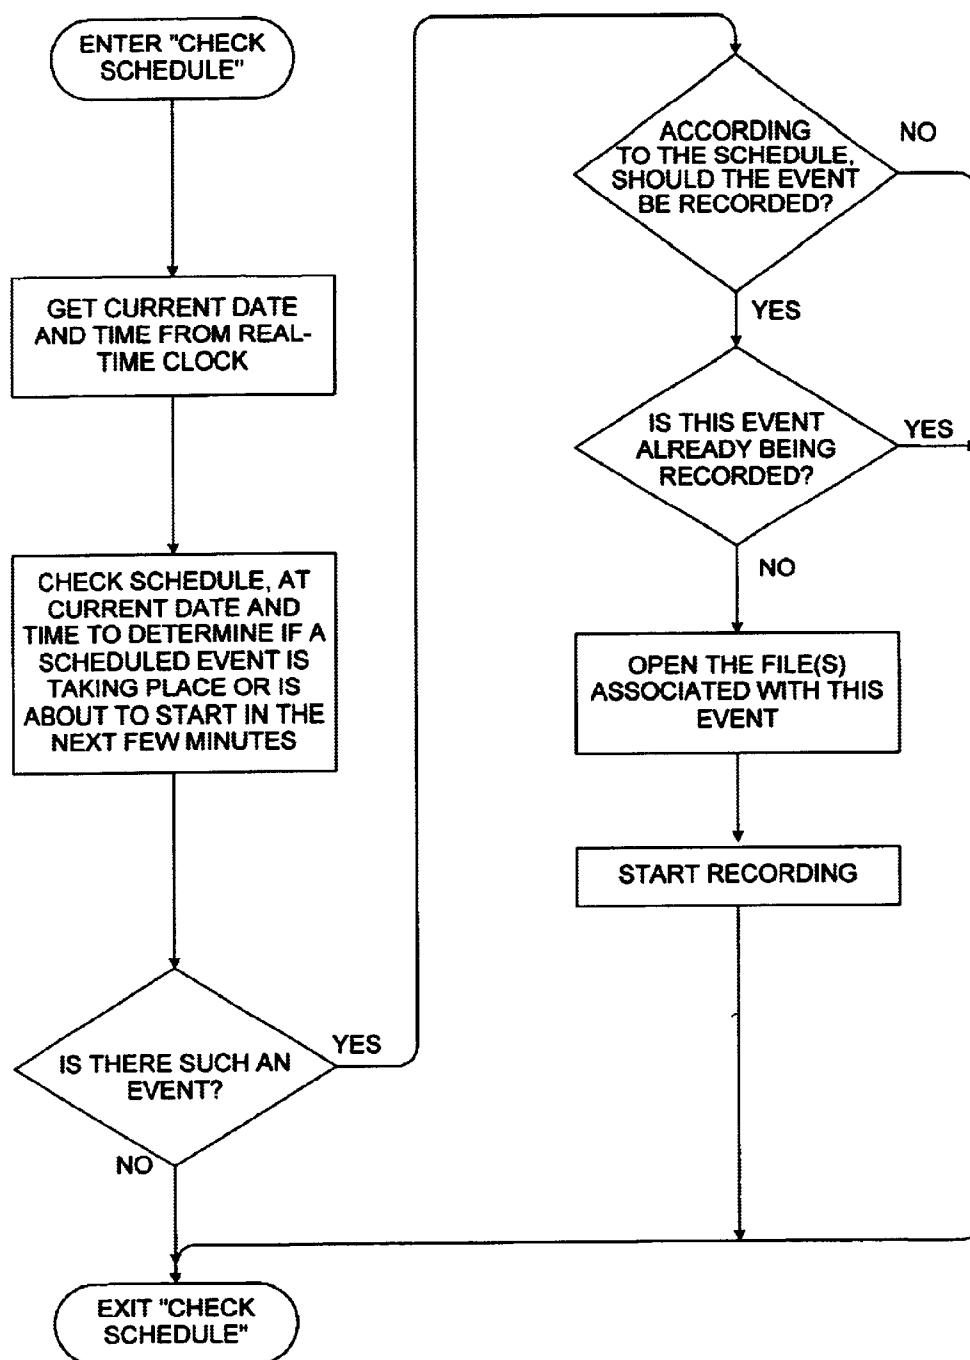 ENTER "CHECK
SCHEDULE"
GET CURRENT DATE
AND TIME FROM REAL-
TIME CLOCK
CHECK SCHEDULE, AT
CURRENT DATE AND
TIME TO DETERMINE IF A
SCHEDULED EVENT IS
TAKING PLACE OR IS
ABOUT TO START IN THE
NEXT FEW MINUTES
IS THERE SUCH AN
EVENT?
YES
NO
EXIT "CHECK
SCHEDULE"
ACCORDING
TO THE SCHEDULE,
SHOULD THE EVENT
BE RECORDED?
NO
YES
IS THIS EVENT
ALREADY BEING
RECORDED?
YES
NO
OPEN THE FILE(S)
ASSOCIATED WITH THIS
EVENT
START RECORDING